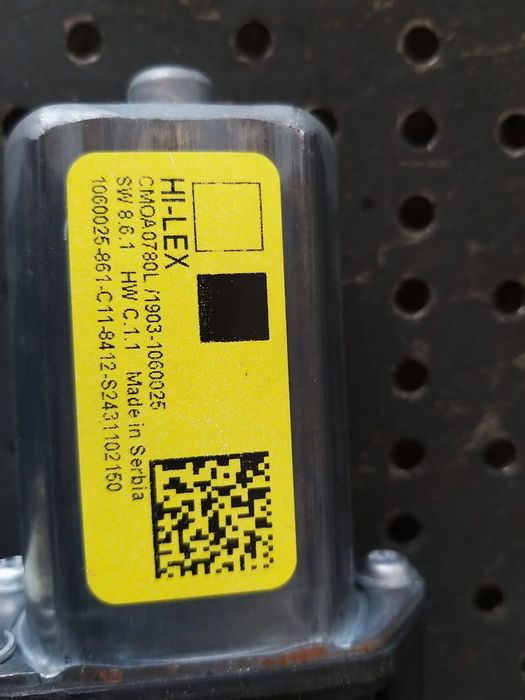 HI-LEX
CMOA0780L /1903-1060025
SW 8.6.1 HW C.1.1 Made in Serbia
1060025-861-C11-8412-S2431102150